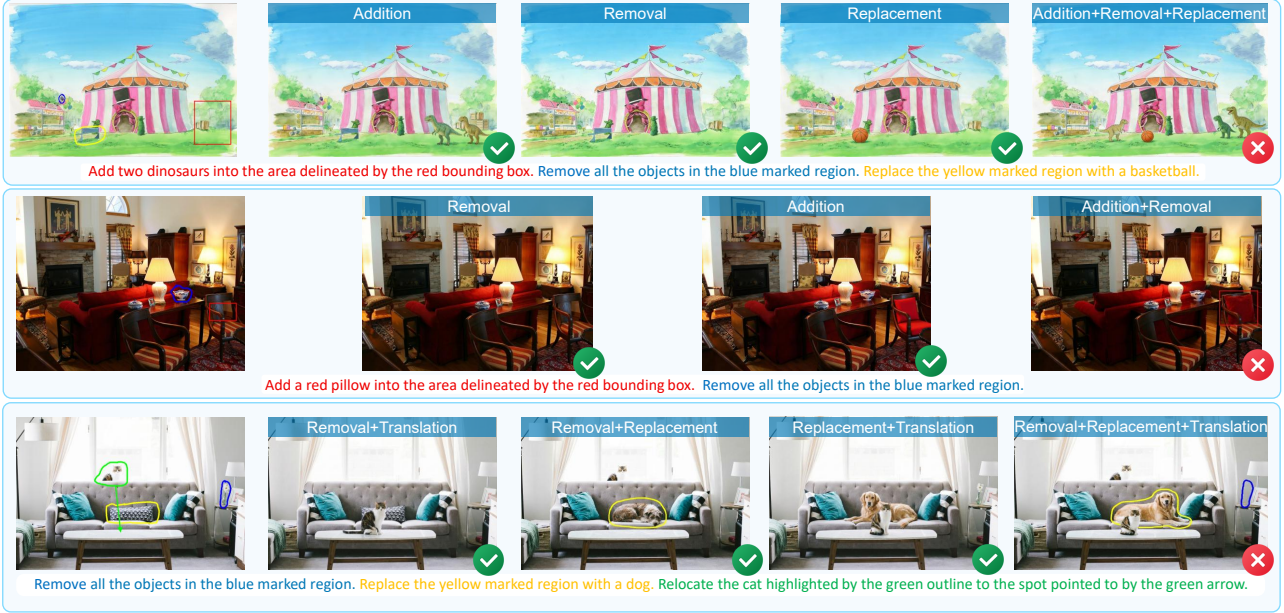 Addition
Removal
Replacement
Addition+Removal+Replacement
Add two dinosaurs into the area delineated by the red bounding box. Remove all the objects in the blue marked region. Replace the yellow marked region with a basketball.
Removal
Addition
Addition+Removal
Add a red pillow into the area delineated by the red bounding box. Remove all the objects in the blue marked region.
Removal+Translation
Removal+Replacement
Replacement+Translation
Removal+Replacement+Translation
Remove all the objects in the blue marked region. Replace the yellow marked region with a dog. Relocate the cat highlighted by the green outline to the spot pointed to by the green arrow.